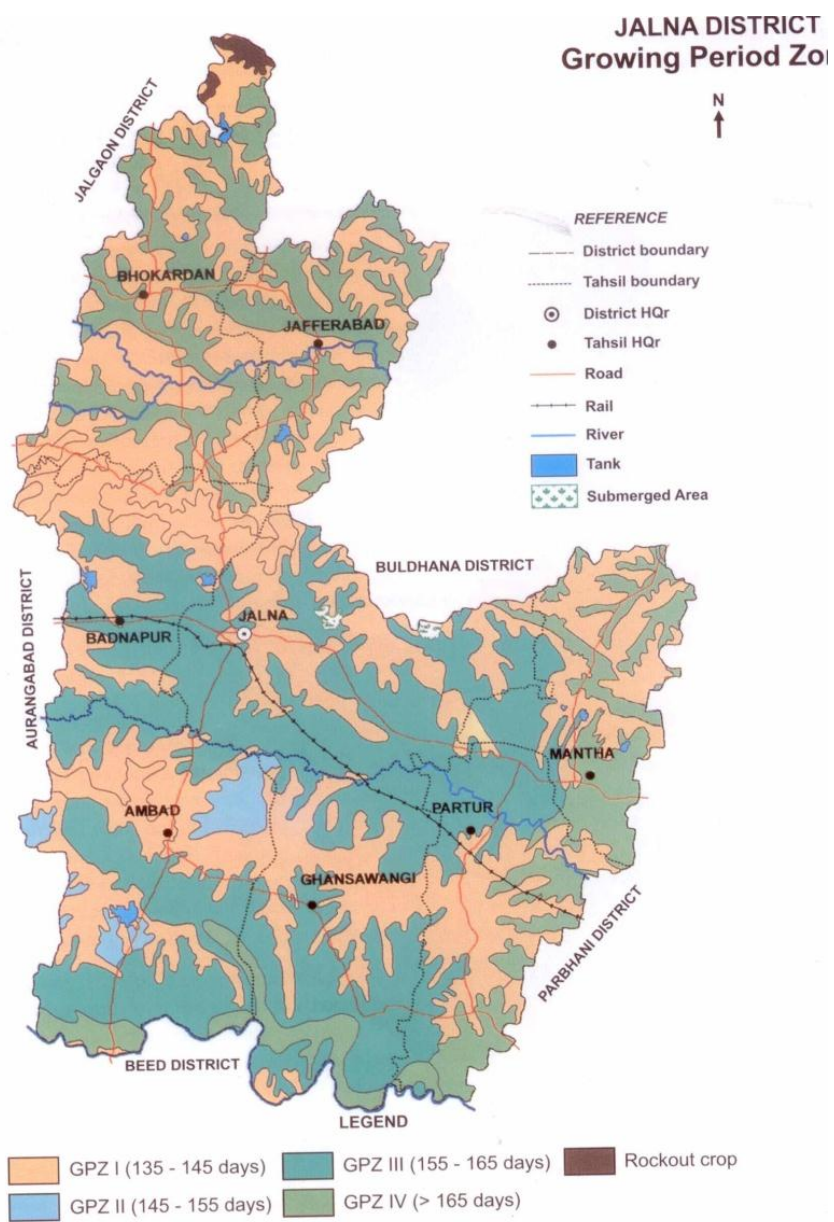 JALNA DISTRICT
Growing Period Zon
N
JALGAON DISTRICT
REFERENCE
District boundary
Tahsil boundary
District HQr
Tahsil HQr
Road
Rail
River
Tank
Submerged Area
BHOKARDAN
JAFFERABAD
BULDHANA DISTRICT
AURANGABAD DISTRICT
JALNA
BADNAPUR
MANTHA
AMBAD
PARTUR
GHANSAWANGI
PARBHANI DISTRICT
BEED DISTRICT
LEGEND
GPZ I (135 - 145 days)
GPZ III (155 - 165 days)
Rockout crop
GPZ II (145 - 155 days)
GPZ IV (> 165 days)